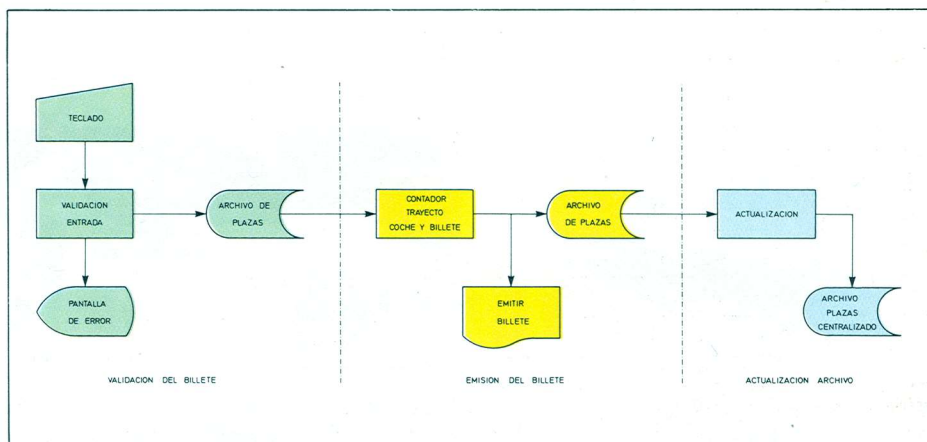 TECLADO
VALIDACION
ENTRADA
PANTALLA
DE ERROR
ARCHIVO DE
PLAZAS
VALIDACION DEL BILLETE
CONTADOR
TRAYECTO
COCHE Y BILLETE
EMITIR
BILLETE
ARCHIVO
DE PLAZAS
EMISION DEL BILLETE
ACTUALIZACION
ARCHIVO
PLAZAS
CENTRALIZADO
ACTUALIZACION ARCHIVO